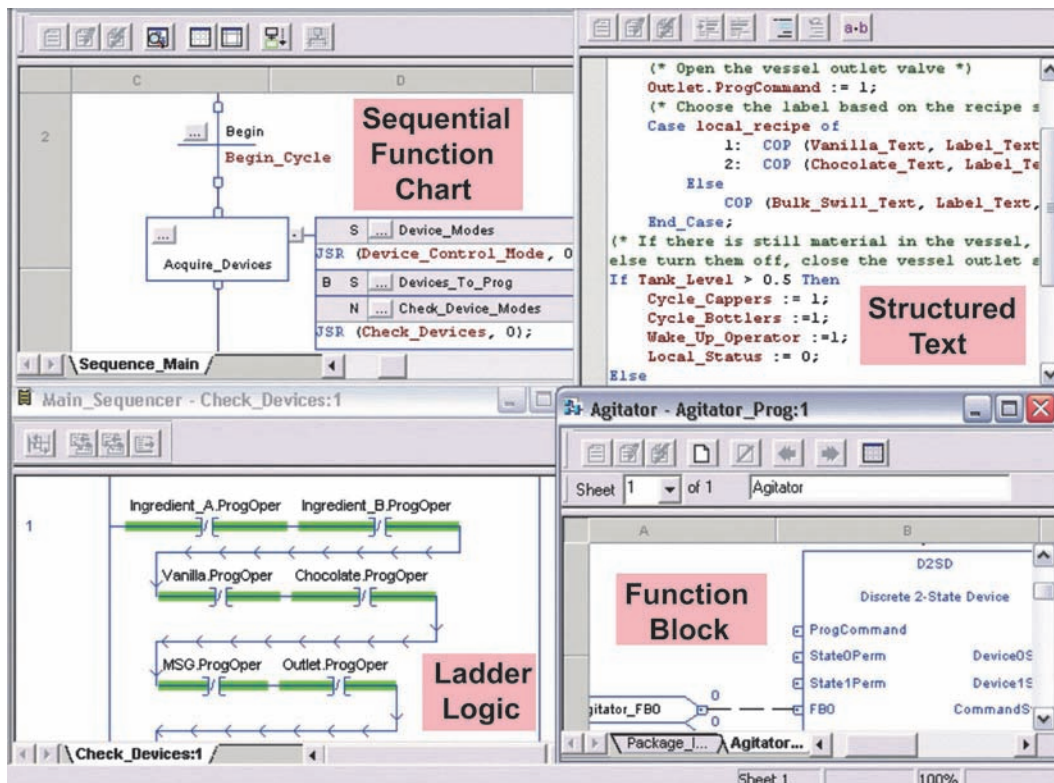 C D
2
Begin
Begin_Cycle
Sequential
Function
Chart
...
Acquire_Devices
S ... Device_Modes
JSR (Device_Control_Mode, 0
B S ... Devices_To_Prog
N ... Check_Device_Modes
JSR (Check_Devices, 0);
Sequence_Main
a·b
(* Open the vessel outlet valve *)
Outlet.ProgCommand := 1;
(* Choose the label based on the recipe s
Case local_recipe of
1: COP (Vanilla_Text, Label_Text
2: COP (Chocolate_Text, Label_Te
Else
COP (Bulk_Swill_Text, Label_Text,
End_Case;
(* If there is still material in the vessel,
else turn them off, close the vessel outlet a
If Tank_Level > 0.5 Then
Cycle_Cappers := 1;
Cycle_Bottlers :=1;
Wake_Up_Operator :=1;
Local_Status := 0;
Else
Structured
Text
Main_Sequencer - Check_Devices:1
1
Ingredient_A.ProgOper Ingredient_B.ProgOper
Vanilla.ProgOper Chocolate.ProgOper
MSG.ProgOper Outlet.ProgOper
Ladder
Logic
Check_Devices:1
Agitator - Agitator_Prog:1
Sheet 1 of 1 Agitator
A B
D2SD
Discrete 2-State Device
Function
Block
ProgCommand
State0Perm Device0S
State1Perm Device1S
gitator_FBO 0 FBO CommandS
0
Package_I... Agitator...
Sheet 1 100%